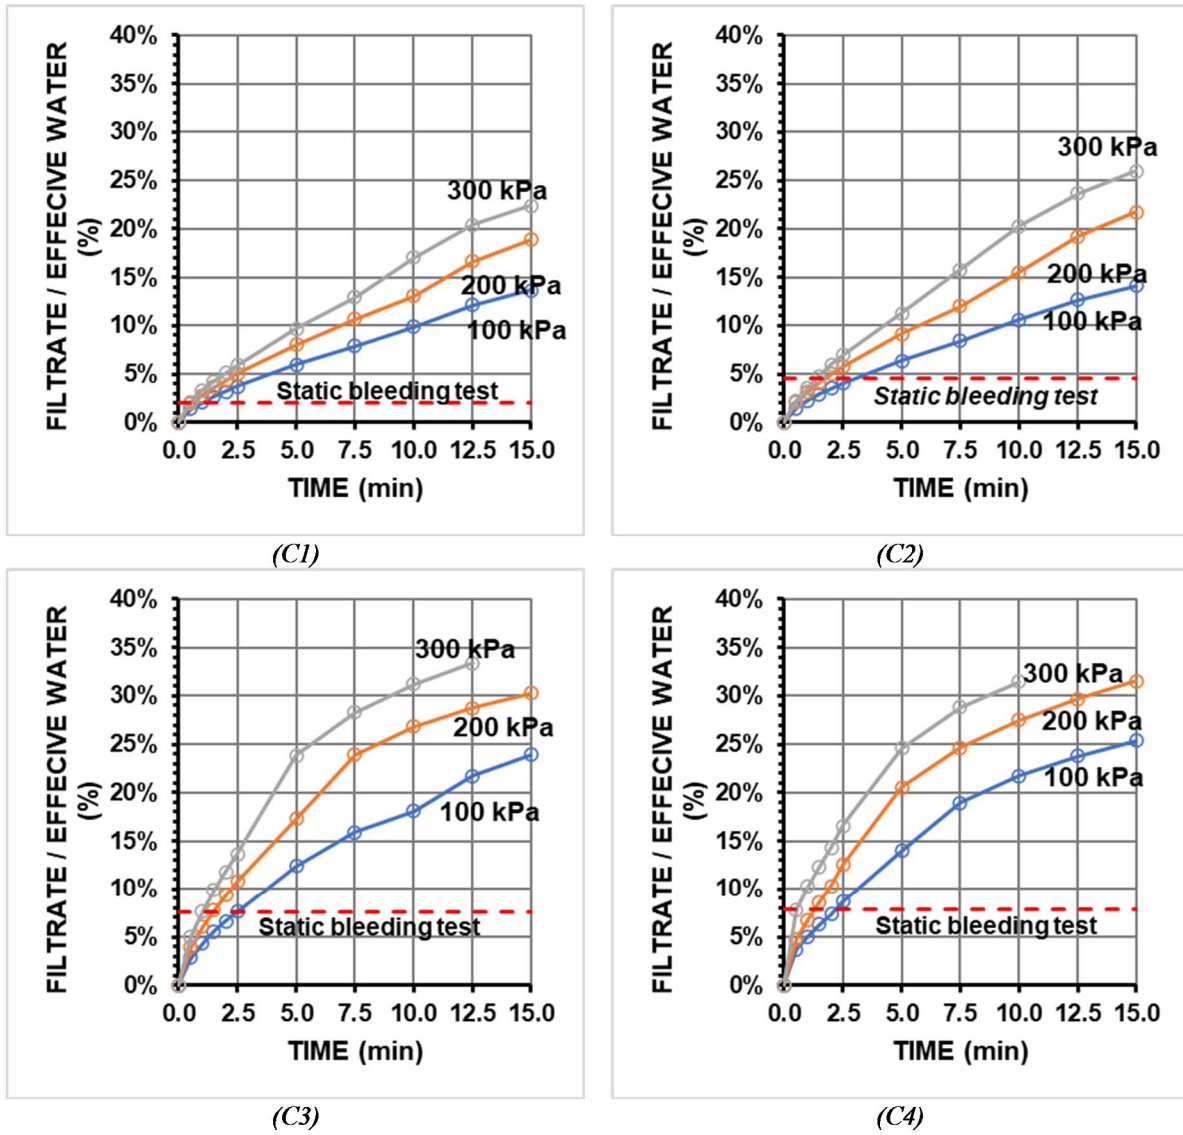 FILTRATE / EFFECIVE WATER
(%)
40%
35%
30%
25%
20%
15%
10%
5%
0%
300 kPa
200 kPa
100 kPa
Static bleeding test
0.0 2.5 5.0 7.5 10.0 12.5 15.0
TIME (min)
(C1)
FILTRATE / EFFECIVE WATER
(%)
40%
35%
30%
25%
20%
15%
10%
5%
0%
300 kPa
200 kPa
100 kPa
Static bleeding test
0.0 2.5 5.0 7.5 10.0 12.5 15.0
TIME (min)
(C2)
FILTRATE / EFFECIVE WATER
(%)
40%
35%
30%
25%
20%
15%
10%
5%
0%
300 kPa
200 kPa
100 kPa
Static bleeding test
0.0 2.5 5.0 7.5 10.0 12.5 15.0
TIME (min)
(C3)
FILTRATE / EFFECIVE WATER
(%)
40%
35%
30%
25%
20%
15%
10%
5%
0%
300 kPa
200 kPa
100 kPa
Static bleeding test
0.0 2.5 5.0 7.5 10.0 12.5 15.0
TIME (min)
(C4)